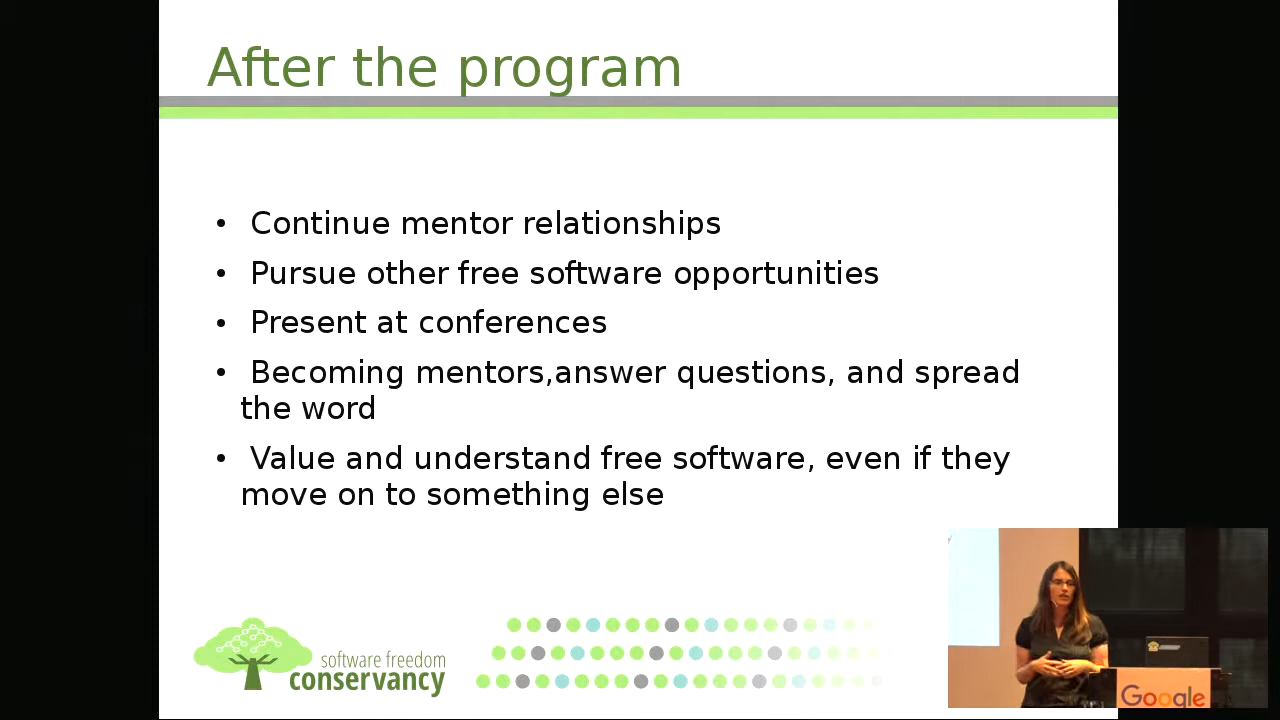 After the program
• Continue mentor relationships
• Pursue other free software opportunities
• Present at conferences
• Becoming mentors,answer questions, and spread
the word
• Value and understand free software, even if they
move on to something else
software freedom
conservancy
Google